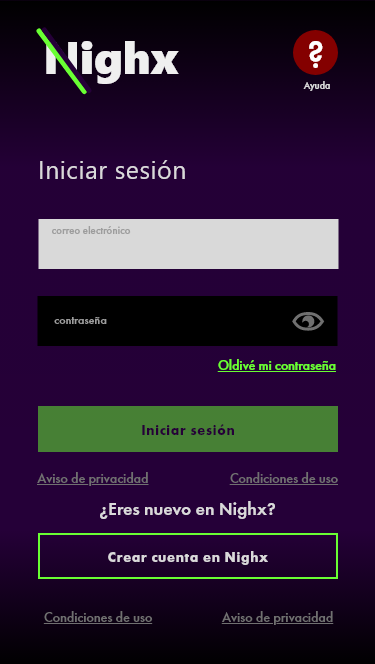 Nighx
?
Ayuda
Iniciar sesión
correo electrónico
contraseña
Oldivé mi contraseña
Iniciar sesión
Aviso de privacidad Condiciones de uso
¿Eres nuevo en Nighx?
Crear cuenta en Nighx
Condiciones de uso Aviso de privacidad